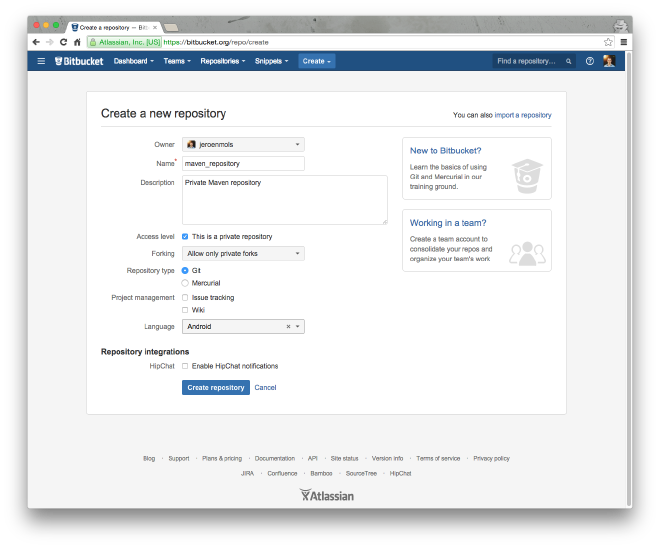 Create a repository — Bitb
Atlassian, Inc. [US] https://bitbucket.org/repo/create
Bitbucket Dashboard Teams Repositories Snippets Create Find a repository...
Create a new repository
You can also import a repository
Owner jeroenmols
Name* maven_repository
Description Private Maven repository
Access level This is a private repository
Forking Allow only private forks
Repository type Git
Mercurial
Project management Issue tracking
Wiki
Language Android
Repository integrations
HipChat Enable HipChat notifications
Create repository Cancel
New to Bitbucket?
Learn the basics of using
Git and Mercurial in our
training ground.
Working in a team?
Create a team account to
consolidate your repos and
organize your team's work
Blog · Support · Plans & pricing · Documentation · API · Site status · Version info · Terms of service · Privacy policy
JIRA · Confluence · Bamboo · SourceTree · HipChat
Atlassian